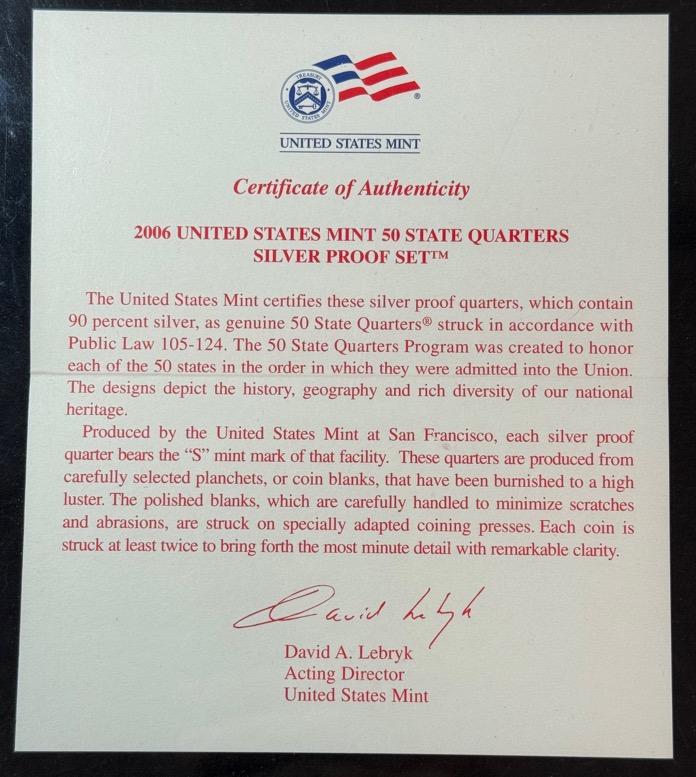 TREASURY
UNITED STATES MINT
®
UNITED STATES MINT
Certificate of Authenticity
2006 UNITED STATES MINT 50 STATE QUARTERS
SILVER PROOF SET™
The United States Mint certifies these silver proof quarters, which contain
90 percent silver, as genuine 50 State Quarters® struck in accordance with
Public Law 105-124. The 50 State Quarters Program was created to honor
each of the 50 states in the order in which they were admitted into the Union.
The designs depict the history, geography and rich diversity of our national
heritage.
Produced by the United States Mint at San Francisco, each silver proof
quarter bears the “S” mint mark of that facility. These quarters are produced from
carefully selected planchets, or coin blanks, that have been burnished to a high
luster. The polished blanks, which are carefully handled to minimize scratches
and abrasions, are struck on specially adapted coining presses. Each coin is
struck at least twice to bring forth the most minute detail with remarkable clarity.
David Lebryk
David A. Lebryk
Acting Director
United States Mint